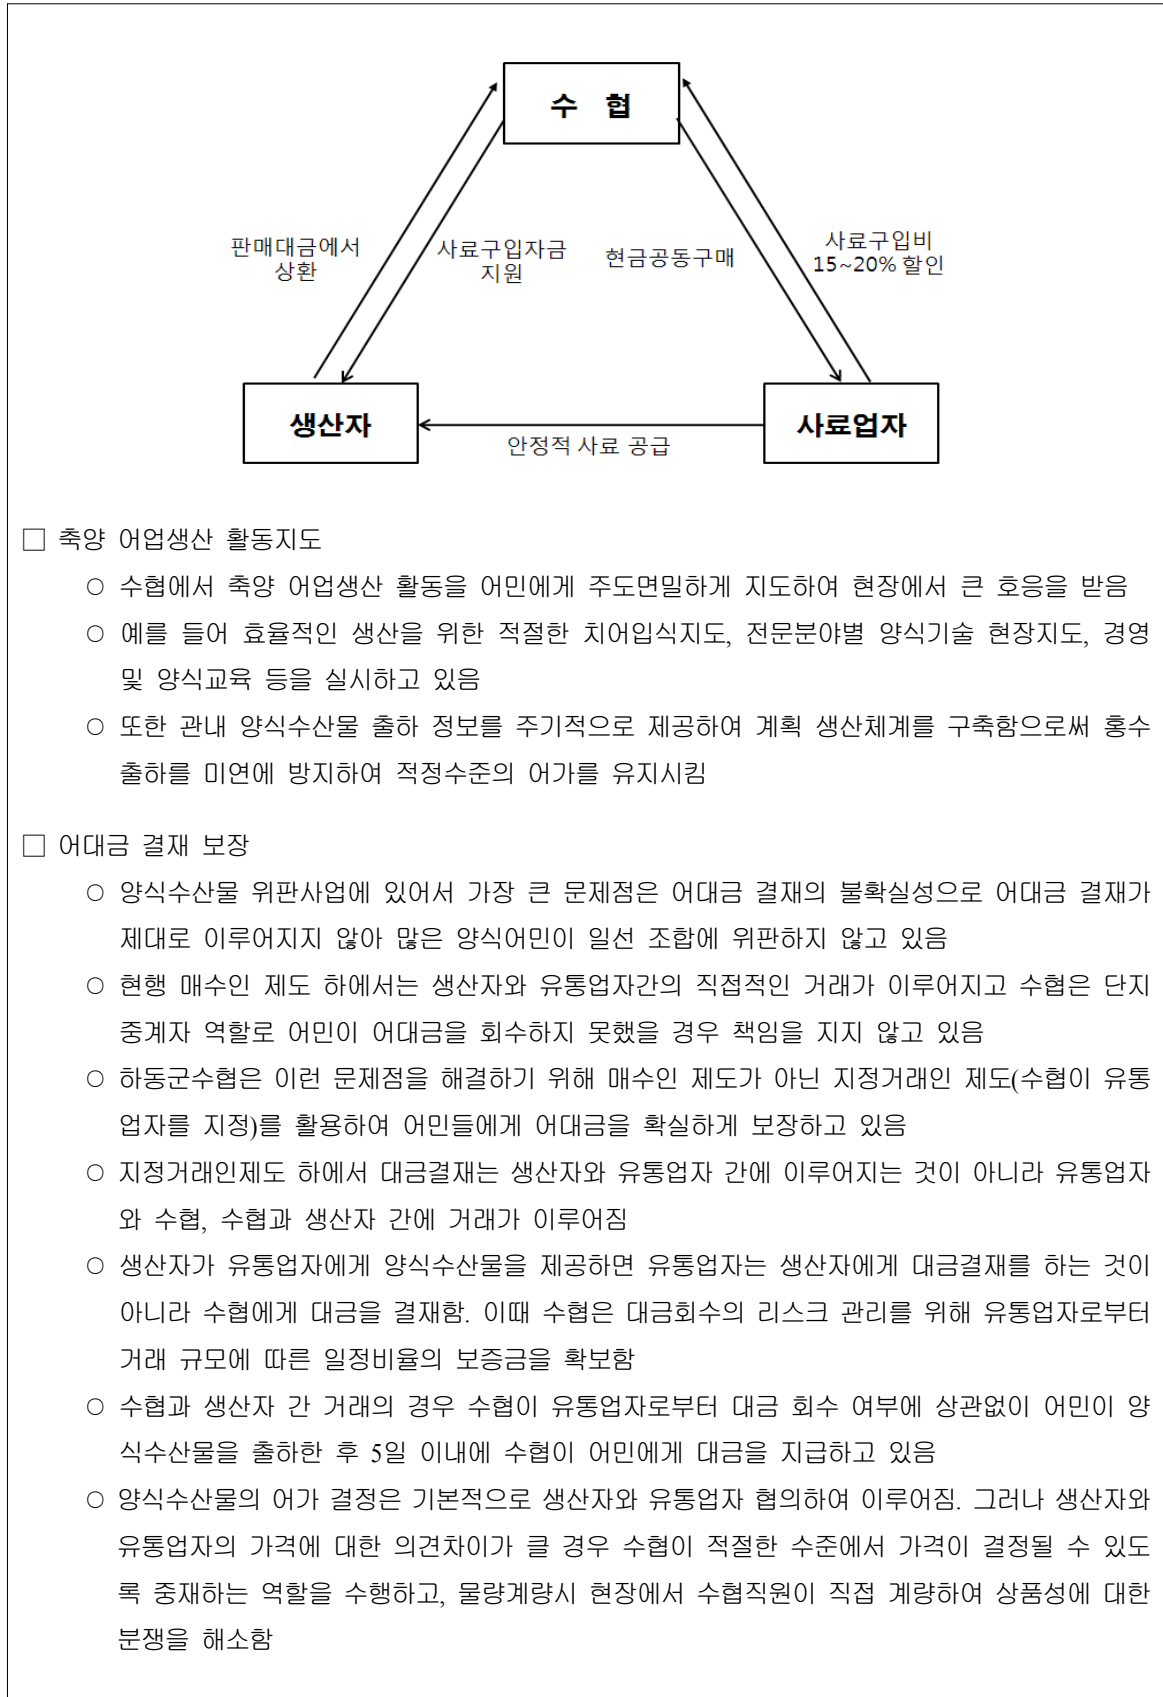 수 협
판매대금에서
상환
사료구입자금
지원
현금공동구매
사료구입비
15~20% 할인
생산자
사료업자
안정적 사료 공급
□ 축양 어업생산 활동지도
○ 수협에서 축양 어업생산 활동을 어민에게 주도면밀하게 지도하여 현장에서 큰 호응을 받음
○ 예를 들어 효율적인 생산을 위한 적절한 치어입식지도, 전문분야별 양식기술 현장지도, 경영
및 양식교육 등을 실시하고 있음
○ 또한 관내 양식수산물 출하 정보를 주기적으로 제공하여 계획 생산체계를 구축함으로써 홍수
출하를 미연에 방지하여 적정수준의 어가를 유지시킴
□ 어대금 결재 보장
○ 양식수산물 위판사업에 있어서 가장 큰 문제점은 어대금 결재의 불확실성으로 어대금 결재가
제대로 이루어지지 않아 많은 양식어민이 일선 조합에 위판하지 않고 있음
○ 현행 매수인 제도 하에서는 생산자와 유통업자간의 직접적인 거래가 이루어지고 수협은 단지
중계자 역할로 어민이 어대금을 회수하지 못했을 경우 책임을 지지 않고 있음
○ 하동군수협은 이런 문제점을 해결하기 위해 매수인 제도가 아닌 지정거래인 제도(수협이 유통
업자를 지정)를 활용하여 어민들에게 어대금을 확실하게 보장하고 있음
○ 지정거래인제도 하에서 대금결재는 생산자와 유통업자 간에 이루어지는 것이 아니라 유통업자
와 수협, 수협과 생산자 간에 거래가 이루어짐
○ 생산자가 유통업자에게 양식수산물을 제공하면 유통업자는 생산자에게 대금결재를 하는 것이
아니라 수협에게 대금을 결재함. 이때 수협은 대금회수의 리스크 관리를 위해 유통업자로부터
거래 규모에 따른 일정비율의 보증금을 확보함
○ 수협과 생산자 간 거래의 경우 수협이 유통업자로부터 대금 회수 여부에 상관없이 어민이 양
식수산물을 출하한 후 5일 이내에 수협이 어민에게 대금을 지급하고 있음
○ 양식수산물의 어가 결정은 기본적으로 생산자와 유통업자 협의하여 이루어짐. 그러나 생산자와
유통업자의 가격에 대한 의견차이가 클 경우 수협이 적절한 수준에서 가격이 결정될 수 있도
록 중재하는 역할을 수행하고, 물량계량시 현장에서 수협직원이 직접 계량하여 상품성에 대한
분쟁을 해소함